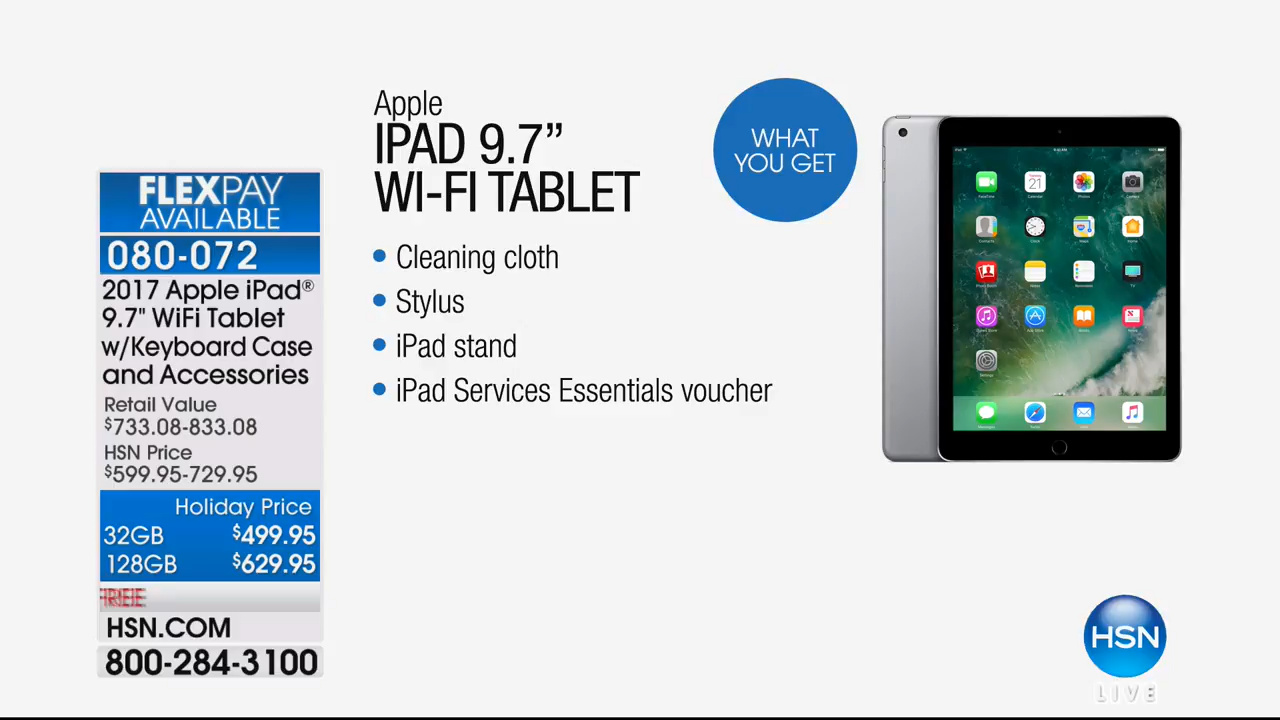 FLEXPAY
AVAILABLE
080-072
2017 Apple iPad®
9.7" WiFi Tablet
w/Keyboard Case
and Accessories
Retail Value
$733.08-833.08
HSN Price
$599.95-729.95
Holiday Price
32GB $499.95
128GB $629.95
FREE
HSN.COM
800-284-3100
Apple
IPAD 9.7”
WI-FI TABLET
• Cleaning cloth
• Stylus
• iPad stand
• iPad Services Essentials voucher
WHAT
YOU GET
HSN
LIVE